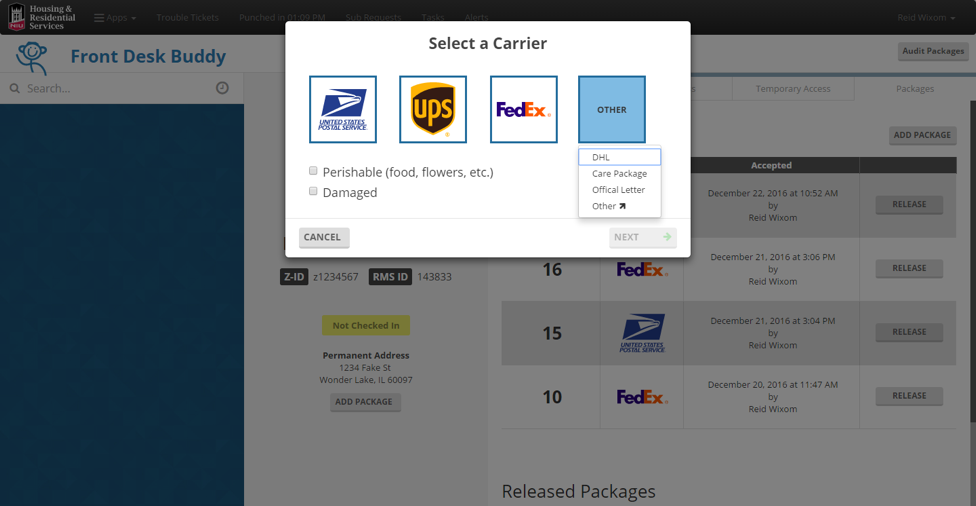 Housing &
Residential
Services
NIU
Apps
Trouble Tickets
Punched in 01:09 PM
Sub Requests
Tasks
Alerts
Reid Wixom
Front Desk Buddy
Audit Packages
Search...
Temporary Access
Packages
ADD PACKAGE
Select a Carrier
UNITED STATES
POSTAL SERVICE
ups
FedEx
OTHER
DHL
Care Package
Offical Letter
Other
Perishable (food, flowers, etc.)
Damaged
CANCEL
NEXT
Accepted
December 22, 2016 at 10:52 AM
by
Reid Wixom
RELEASE
Z-ID z1234567 RMS ID 143833
Not Checked In
Permanent Address
1234 Fake St
Wonder Lake, IL 60097
ADD PACKAGE
16
FedEx
December 21, 2016 at 3:06 PM
by
Reid Wixom
RELEASE
15
UNITED STATES
POSTAL SERVICE
December 21, 2016 at 3:04 PM
by
Reid Wixom
RELEASE
10
FedEx
December 20, 2016 at 11:47 AM
by
Reid Wixom
RELEASE
Released Packages